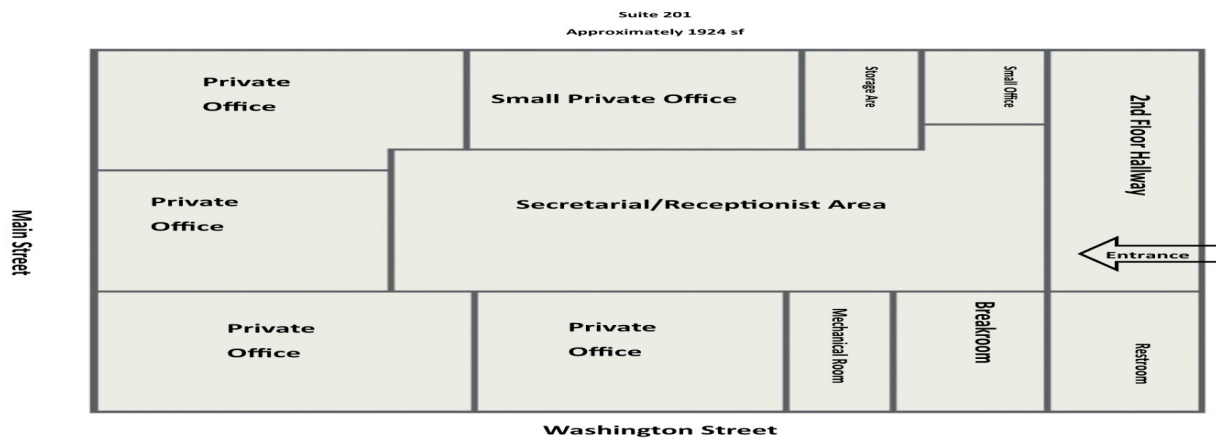 Suite 201
Approximately 1924 sf
Private
Office
Small Private Office
Storage Are
Small Office
2nd Floor Hallway
Private
Office
Secretarial/Receptionist Area
Main Street
Entrance
Private
Office
Private
Office
Mechanical Room
Breakroom
Restroom
Washington Street